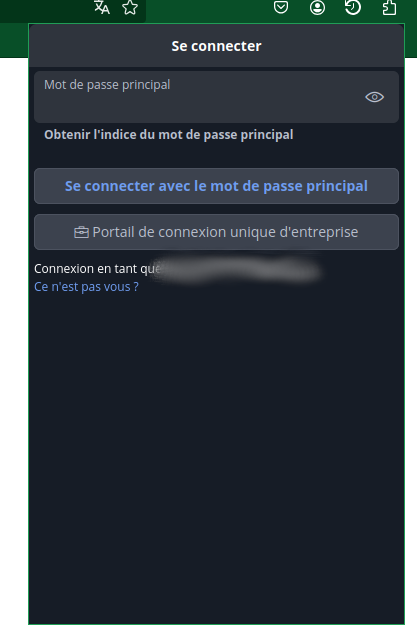 Se connecter
Mot de passe principal
Obtenir l'indice du mot de passe principal
Se connecter avec le mot de passe principal
Portail de connexion unique d'entreprise
Connexion en tant que
Ce n'est pas vous ?